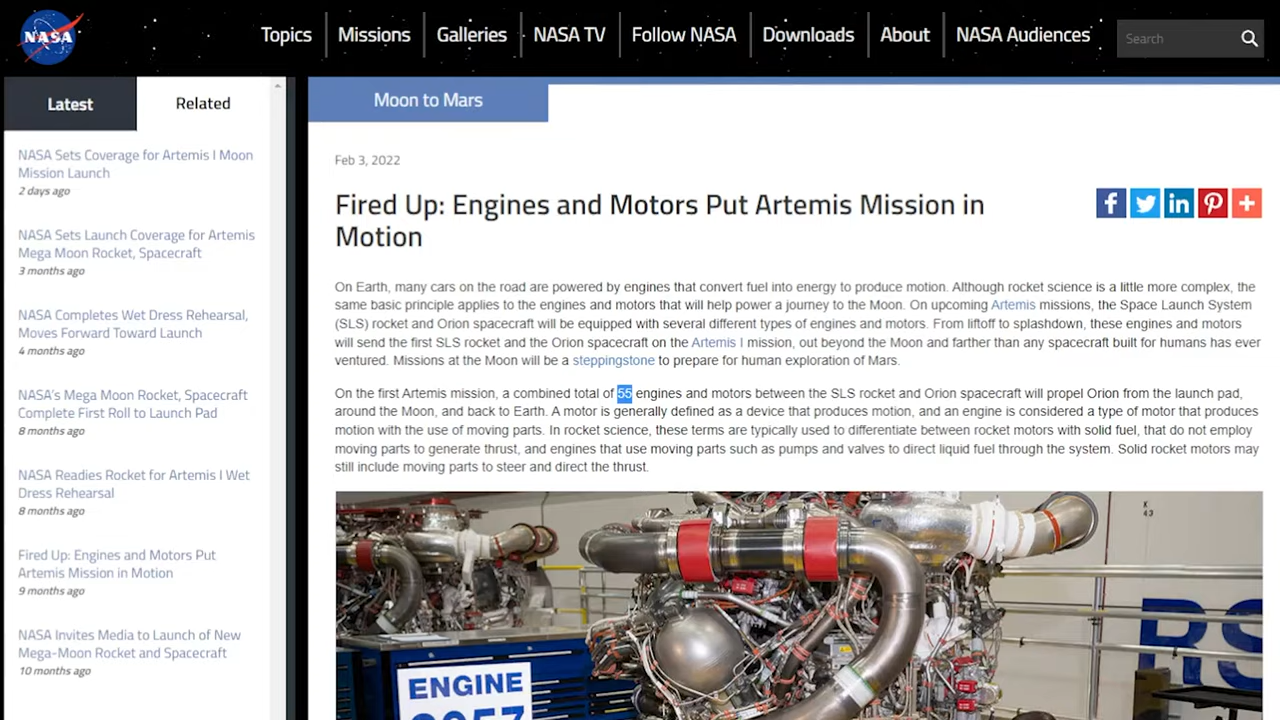 NASA
Topics
Missions
Galleries
NASA TV
Follow NASA
Downloads
About
NASA Audiences
Search
Latest
Related
NASA Sets Coverage for Artemis I Moon
Mission Launch
2 days ago
NASA Sets Launch Coverage for Artemis
Mega Moon Rocket, Spacecraft
3 months ago
NASA Completes Wet Dress Rehearsal,
Moves Forward Toward Launch
4 months ago
NASA's Mega Moon Rocket, Spacecraft
Complete First Roll to Launch Pad
8 months ago
NASA Readies Rocket for Artemis I Wet
Dress Rehearsal
8 months ago
Fired Up: Engines and Motors Put
Artemis Mission in Motion
9 months ago
NASA Invites Media to Launch of New
Mega-Moon Rocket and Spacecraft
10 months ago
Moon to Mars
Feb 3, 2022
Fired Up: Engines and Motors Put Artemis Mission in
Motion
On Earth, many cars on the road are powered by engines that convert fuel into energy to produce motion. Although rocket science is a little more complex, the
same basic principle applies to the engines and motors that will help power a journey to the Moon. On upcoming Artemis missions, the Space Launch System
(SLS) rocket and Orion spacecraft will be equipped with several different types of engines and motors. From liftoff to splashdown, these engines and motors
will send the first SLS rocket and the Orion spacecraft on the Artemis I mission, out beyond the Moon and farther than any spacecraft built for humans has ever
ventured. Missions at the Moon will be a steppingstone to prepare for human exploration of Mars.
On the first Artemis mission, a combined total of 55 engines and motors between the SLS rocket and Orion spacecraft will propel Orion from the launch pad,
around the Moon, and back to Earth. A motor is generally defined as a device that produces motion, and an engine is considered a type of motor that produces
motion with the use of moving parts. In rocket science, these terms are typically used to differentiate between rocket motors with solid fuel, that do not employ
moving parts to generate thrust, and engines that use moving parts such as pumps and valves to direct liquid fuel through the system. Solid rocket motors may
still include moving parts to steer and direct the thrust.
K
43
RS
ENGINE
2057